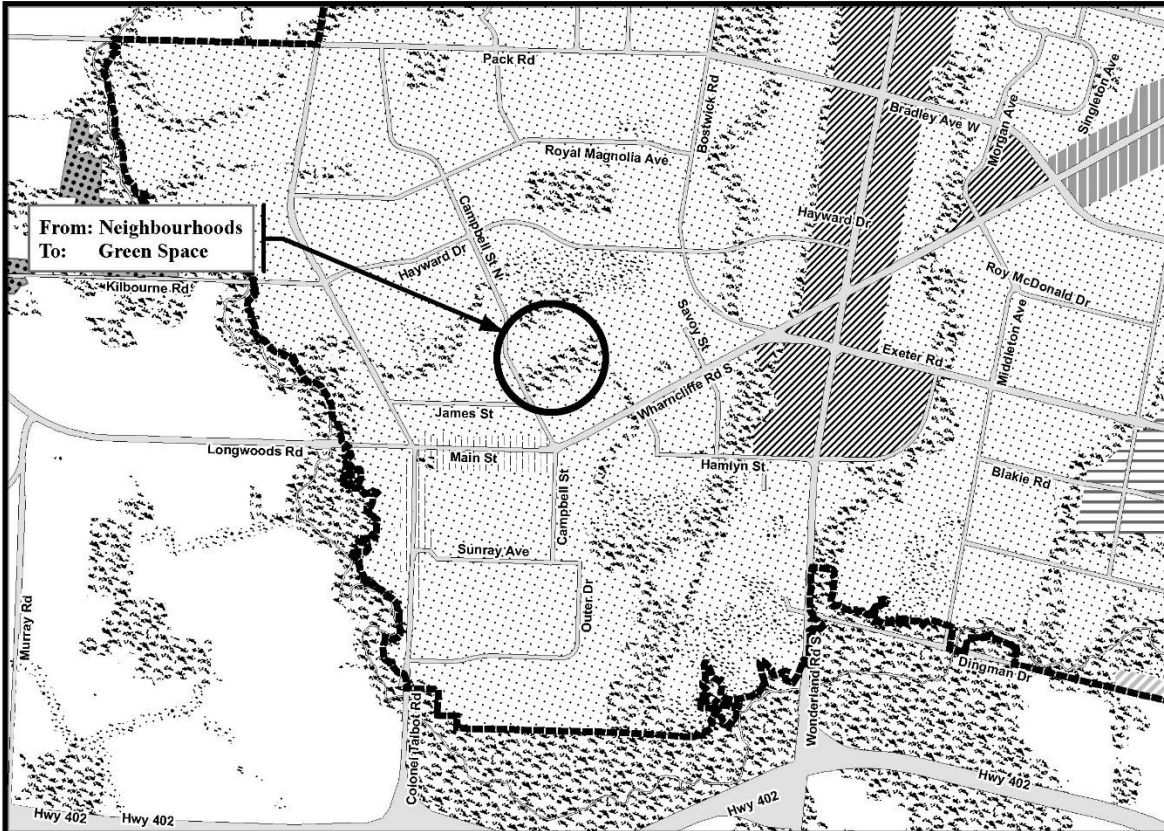 Pack Rd
Bostwick Rd
Bradley Ave W
Morgan Ave
Singleton Ave
Royal Magnolia Ave
From: Neighbourhoods
To: Green Space
Campbell St N
Hayward Dr
Hayward Dr
Kilbourne Rd
Roy McDonald Dr
Savoy St
Middleton Ave
Exeter Rd
Wharncliffe Rd S
James St
Longwoods Rd
Main St
Hamlyn St
Campbell St
Blakie Rd
Sunray Ave
Outer Dr
Murray Rd
Wonderland Rd S
Dingman Dr
Colonel Talbot Rd
Hwy 402
Hwy 402
Hwy 402
Hwy 402